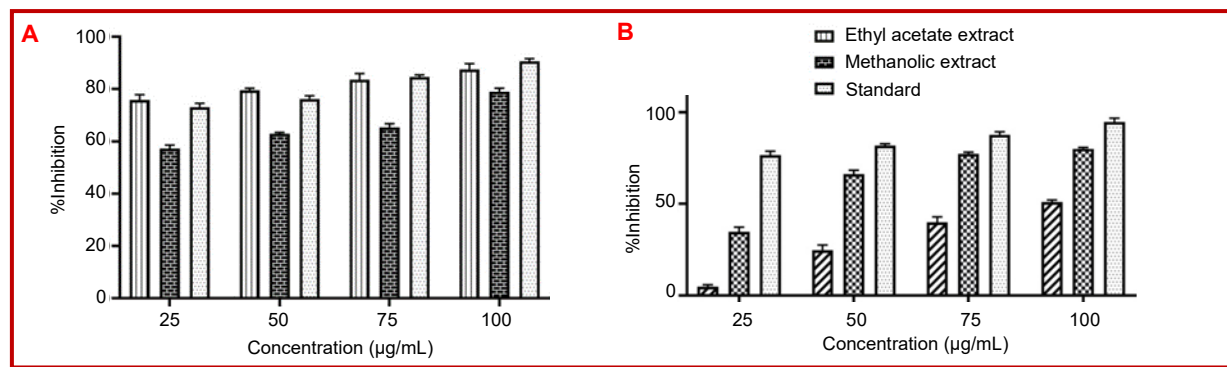 A
100
80
60
40
20
0
%Inhibition
25 50 75 100
Concentration (µg/mL)
B
Ethyl acetate extract
Methanolic extract
Standard
100
50
0
%Inhibition
25 50 75 100
Concentration (µg/mL)